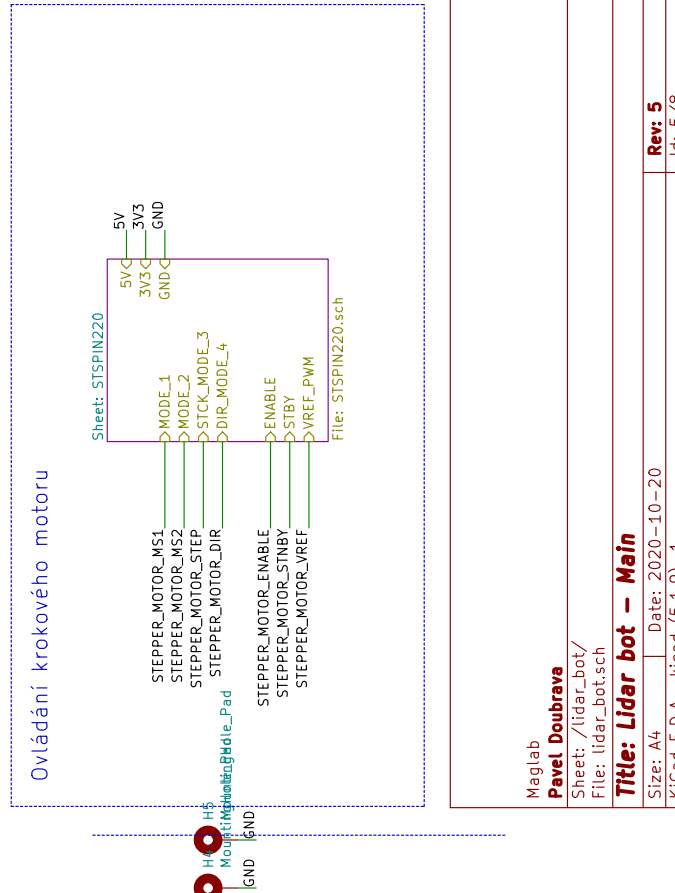 Ovládání krokového motoru
Sheet: STSPIN220
5V
3V3
GND
5V
3V3
GND
MODE_1
MODE_2
STCK_MODE_3
DIR_MODE_4
ENABLE
STBY
VREF_PWM
File: STSPIN220.sch
STEPPER_MOTOR_MS1
STEPPER_MOTOR_MS2
STEPPER_MOTOR_STEP
STEPPER_MOTOR_DIR
STEPPER_MOTOR_ENABLE
STEPPER_MOTOR_STNBY
STEPPER_MOTOR_VREF
H5
GND
H4
GND
Maglab
Pavel Doubrava
Sheet: /lidar_bot/
File: lidar_bot.sch
Title: Lidar bot – Main
Size: A4 Date: 2020-10-20 Rev: 5